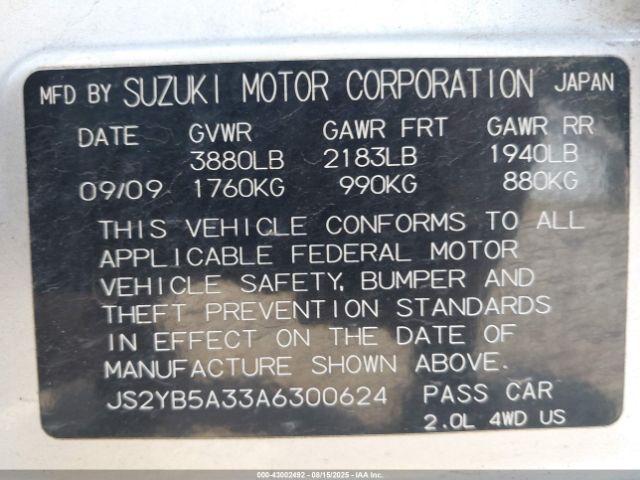 MFD BY SUZUKI MOTOR CORPORATION JAPAN
DATE GVWR GAWR FRT GAWR RR
3880LB 2183LB 1940LB
09/09 1760KG 990KG 880KG
THIS VEHICLE CONFORMS TO ALL
APPLICABLE FEDERAL MOTOR
VEHICLE SAFETY, BUMPER AND
THEFT PREVENTION STANDARDS
IN EFFECT ON THE DATE OF
MANUFACTURE SHOWN ABOVE.
JS2YB5A33A6300624 PASS CAR
2.0L 4WD US
000-43002492 - 08/15/2025 - IAAI.COM